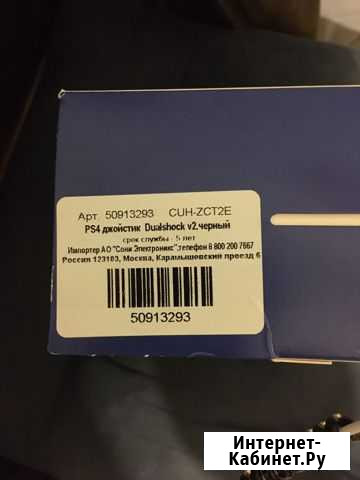 Арт. 50913293 CUH-ZCT2E
PS4 джойстик Dualshock v2,черный
срок службы - 5 лет
Импортер АО "Сони Электроникс",телефон 8 800 200 7667
Россия 123103, Москва, Карамышевский проезд 6
50913293
Интернет-
Кабинет.Ру